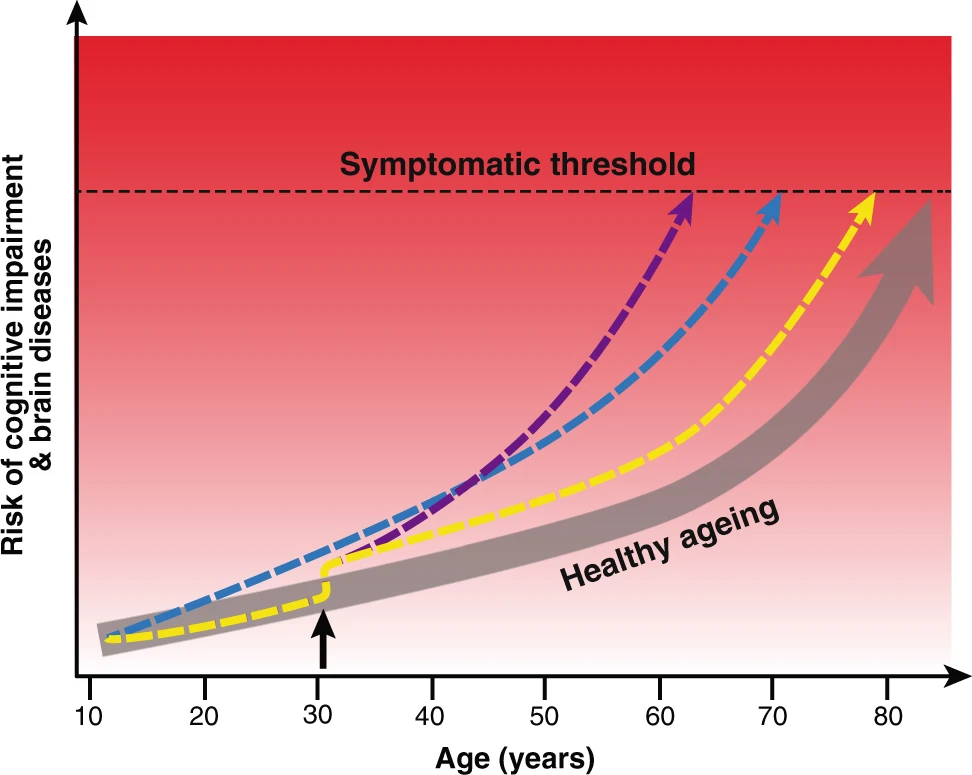 Risk of cognitive impairment
& brain diseases
Symptomatic threshold
Healthy ageing
10 20 30 40 50 60 70 80
Age (years)